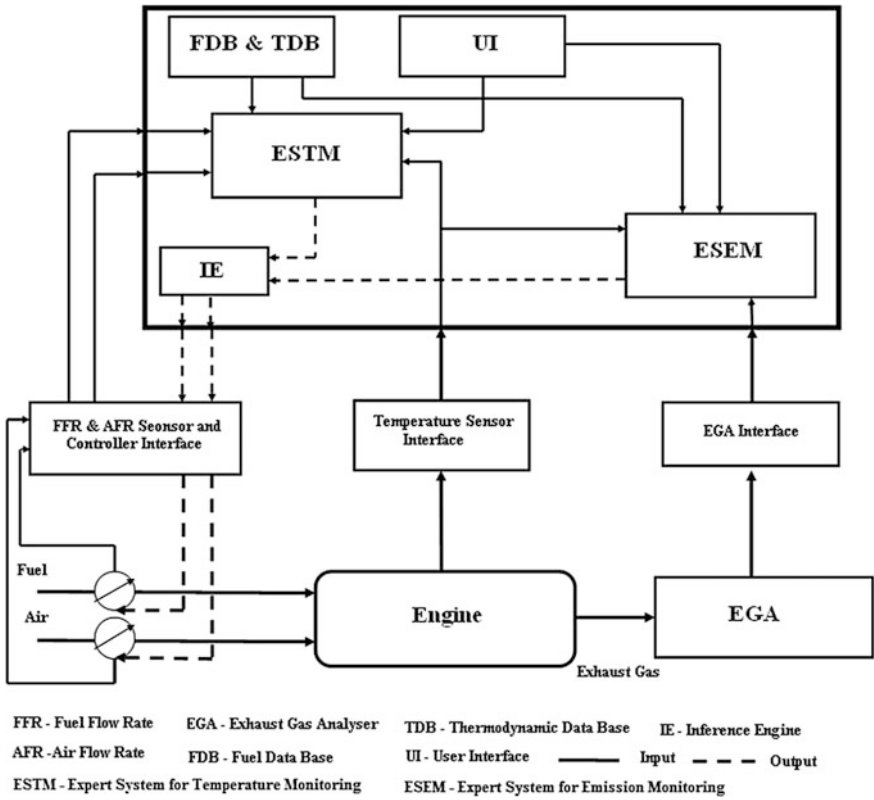 FDB & TDB
UI
ESTM
ESEM
IE
FFR & AFR Seonsor and
Controller Interface
Temperature Sensor
Interface
EGA Interface
Fuel
Air
Engine
EGA
Exhaust Gas
FFR - Fuel Flow Rate
EGA - Exhaust Gas Analyser
TDB - Thermodynamic Data Base
IE - Inference Engine
AFR -Air Flow Rate
FDB - Fuel Data Base
UI - User Interface
Input
Output
ESTM - Expert System for Temperature Monitoring
ESEM - Expert System for Emission Monitoring